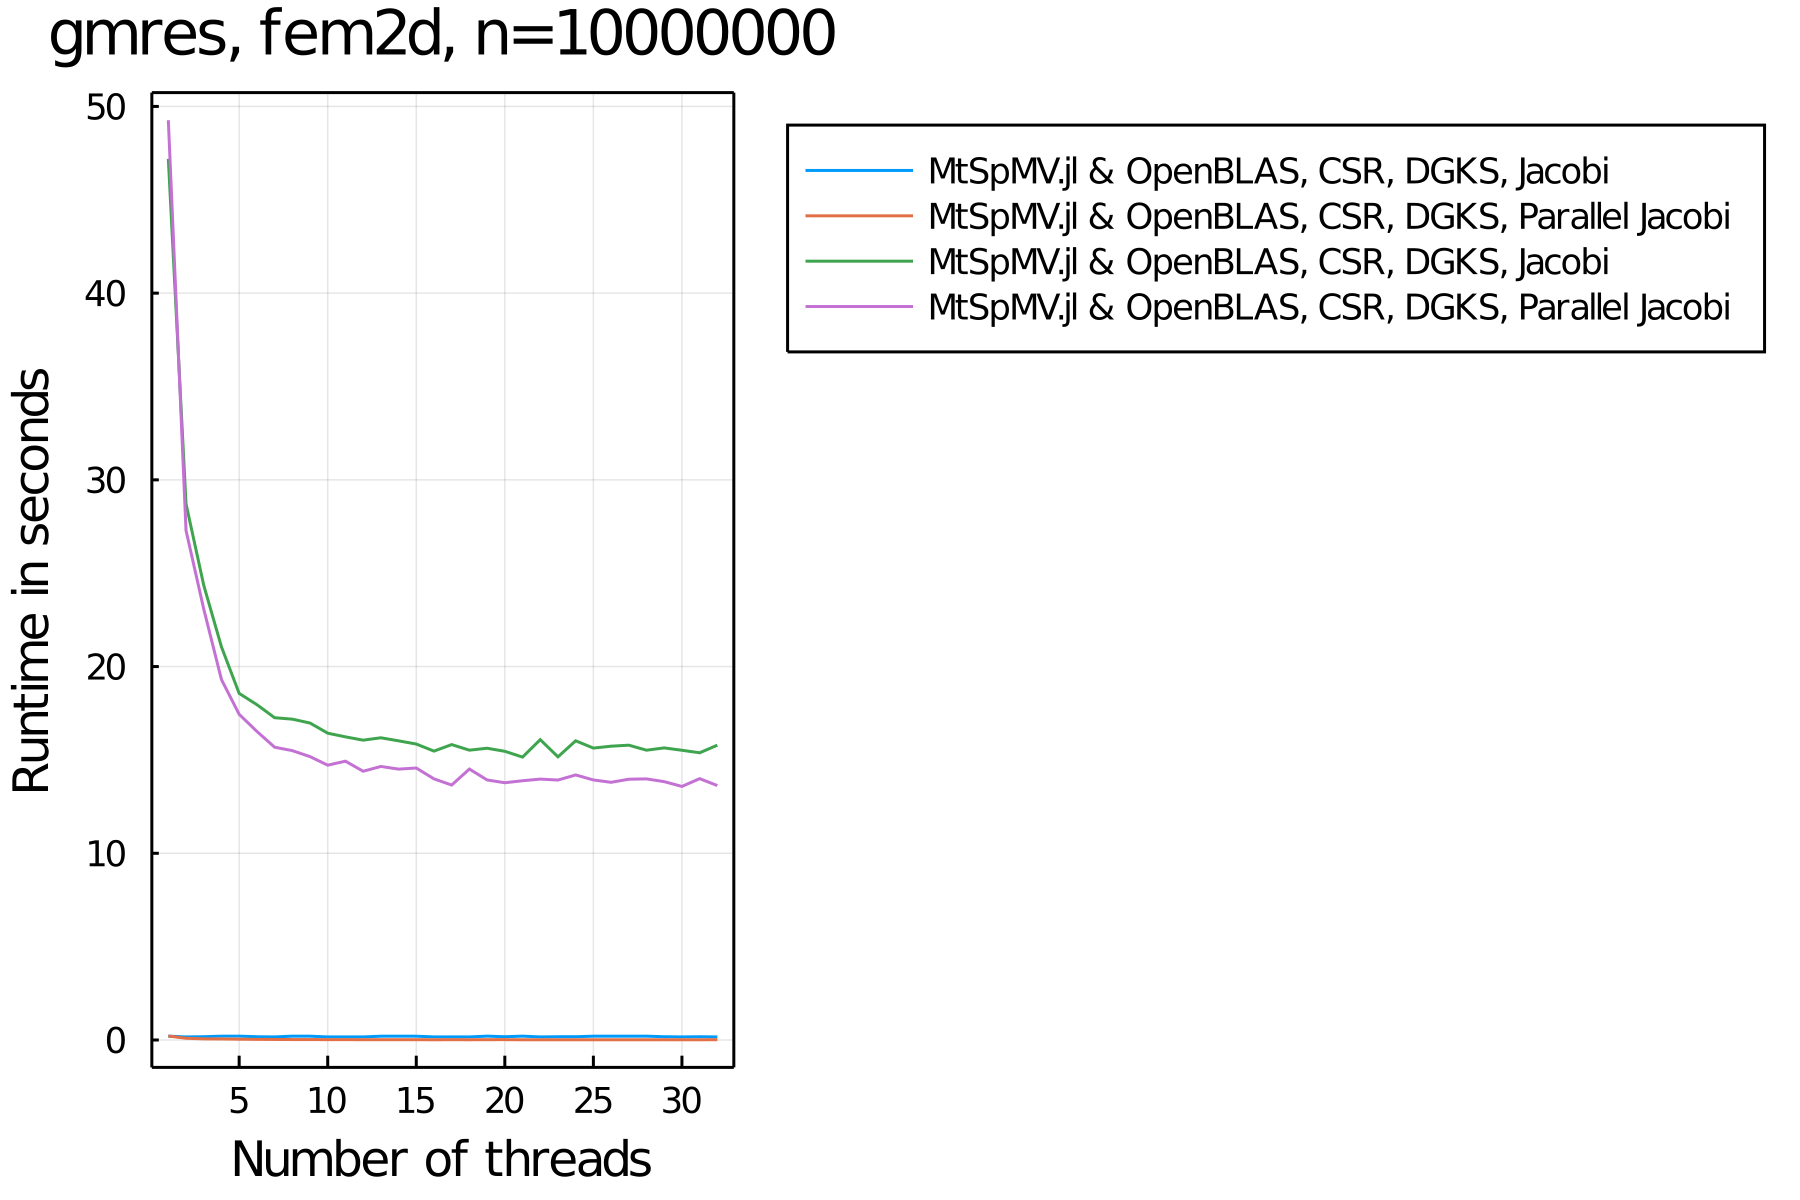 gmres, fem2d, n=10000000
50
40
30
20
10
0
Runtime in seconds
5 10 15 20 25 30
Number of threads
MtSpMV.jl & OpenBLAS, CSR, DGKS, Jacobi
MtSpMV.jl & OpenBLAS, CSR, DGKS, Parallel Jacobi
MtSpMV.jl & OpenBLAS, CSR, DGKS, Jacobi
MtSpMV.jl & OpenBLAS, CSR, DGKS, Parallel Jacobi